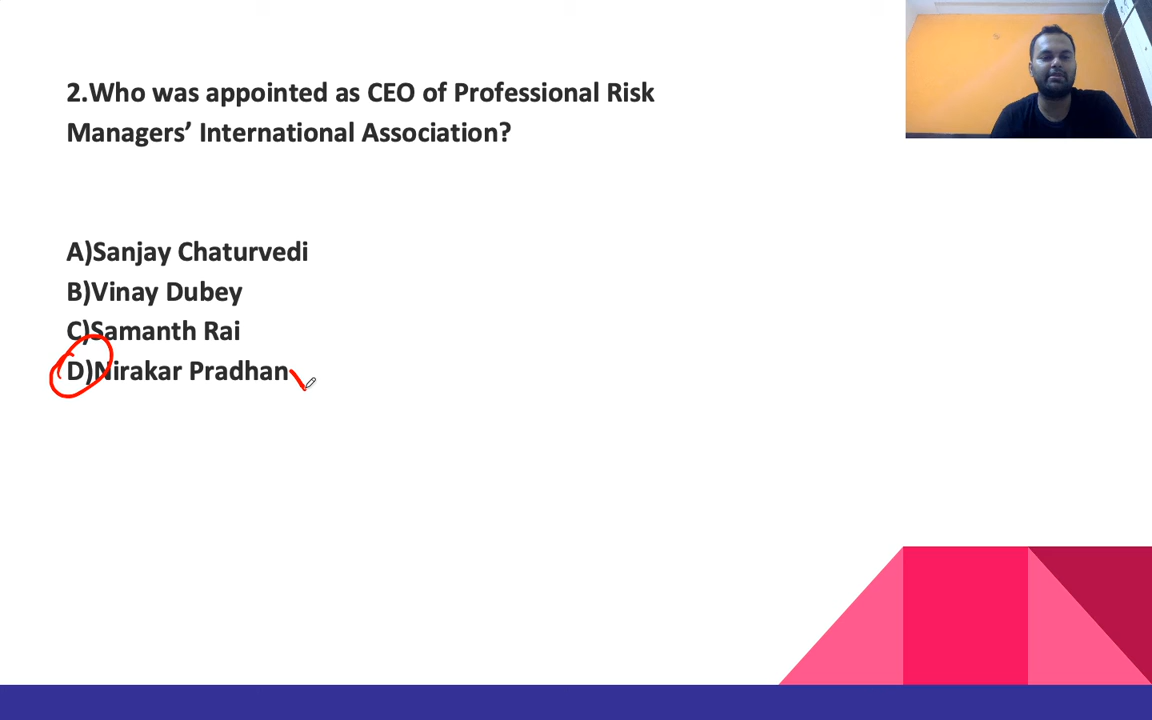 2.Who was appointed as CEO of Professional Risk
Managers’ International Association?
A)Sanjay Chaturvedi
B)Vinay Dubey
C)Samanth Rai
D)Nirakar Pradhan